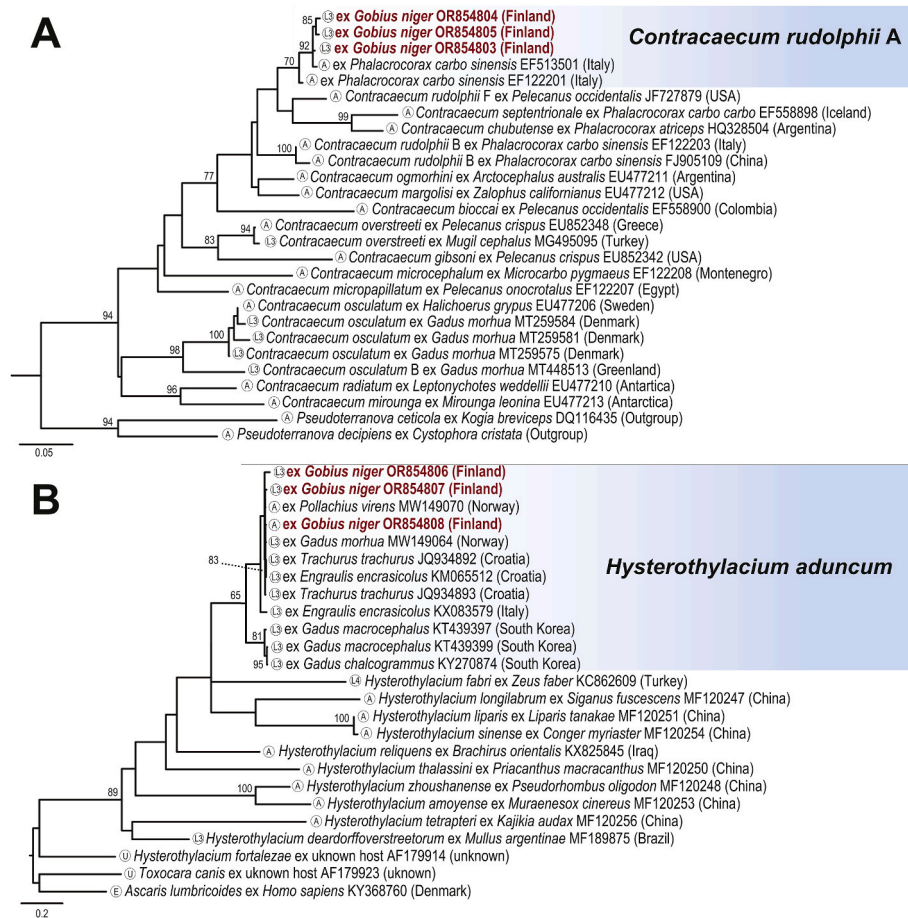 A
85
L3 ex Gobius niger OR854804 (Finland)
L3 ex Gobius niger OR854805 (Finland)
92
L3 ex Gobius niger OR854803 (Finland)
Contracaecum rudolphii A
70
A ex Phalacrocorax carbo sinensis EF513501 (Italy)
A ex Phalacrocorax carbo sinensis EF122201 (Italy)
A Contracaecum rudolphii F ex Pelecanus occidentalis JF727879 (USA)
A Contracaecum septentrionale ex Phalacrocorax carbo carbo EF558898 (Iceland)
99
A Contracaecum chubutense ex Phalacrocorax atriceps HQ328504 (Argentina)
A Contracaecum rudolphii B ex Phalacrocorax carbo sinensis EF122203 (Italy)
100
A Contracaecum rudolphii B ex Phalacrocorax carbo sinensis FJ905109 (China)
77
A Contracaecum ogmorhini ex Arctocephalus australis EU477211 (Argentina)
A Contracaecum margolisi ex Zalophus californianus EU477212 (USA)
A Contracaecum bioccai ex Pelecanus occidentalis EF558900 (Colombia)
A Contracaecum overstreeti ex Pelecanus crispus EU852348 (Greece)
94
83
L3 Contracaecum overstreeti ex Mugil cephalus MG495095 (Turkey)
A Contracaecum gibsoni ex Pelecanus crispus EU852342 (USA)
A Contracaecum microcephalum ex Microcarbo pygmaeus EF122208 (Montenegro)
A Contracaecum micropapillatum ex Pelecanus onocrotalus EF122207 (Egypt)
A Contracaecum osculatum ex Halichoerus grypus EU477206 (Sweden)
94
L3 Contracaecum osculatum ex Gadus morhua MT259584 (Denmark)
100
L3 Contracaecum osculatum ex Gadus morhua MT259581 (Denmark)
98
L3 Contracaecum osculatum ex Gadus morhua MT259575 (Denmark)
L3 Contracaecum osculatum B ex Gadus morhua MT448513 (Greenland)
96
A Contracaecum radiatum ex Leptonychotes weddellii EU477210 (Antartica)
A Contracaecum mirounga ex Mirounga leonina EU477213 (Antarctica)
94
A Pseudoterranova ceticola ex Kogia breviceps DQ116435 (Outgroup)
A Pseudoterranova decipiens ex Cystophora cristata (Outgroup)
0.05
B
L3 ex Gobius niger OR854806 (Finland)
L3 ex Gobius niger OR854807 (Finland)
A ex Pollachius virens MW149070 (Norway)
A ex Gobius niger OR854808 (Finland)
L3 ex Gadus morhua MW149064 (Norway)
83
L3 ex Trachurus trachurus JQ934892 (Croatia)
Hysterothylacium aduncum
L3 ex Engraulis encrasicolus KM065512 (Croatia)
L3 ex Trachurus trachurus JQ934893 (Croatia)
65
L3 ex Engraulis encrasicolus KX083579 (Italy)
L3 ex Gadus macrocephalus KT439397 (South Korea)
81
L3 ex Gadus macrocephalus KT439399 (South Korea)
95
L3 ex Gadus chalcogrammus KY270874 (South Korea)
L4 Hysterothylacium fabri ex Zeus faber KC862609 (Turkey)
A Hysterothylacium longilabrum ex Siganus fuscescens MF120247 (China)
100
A Hysterothylacium liparis ex Liparis tanakae MF120251 (China)
A Hysterothylacium sinense ex Conger myriaster MF120254 (China)
A Hysterothylacium reliquens ex Brachirus orientalis KX825845 (Iraq)
A Hysterothylacium thalassini ex Priacanthus macracanthus MF120250 (China)
89
100
A Hysterothylacium zhoushanense ex Pseudorhombus oligodon MF120248 (China)
A Hysterothylacium amoyense ex Muraenesox cinereus MF120253 (China)
A Hysterothylacium tetrapteri ex Kajikia audax MF120256 (China)
L3 Hysterothylacium deardorffoverstreetorum ex Mullus argentinae MF189875 (Brazil)
U Hysterothylacium fortalezae ex uknown host AF179914 (unknown)
U Toxocara canis ex uknown host AF179923 (uknown)
E Ascaris lumbricoides ex Homo sapiens KY368760 (Denmark)
0.2